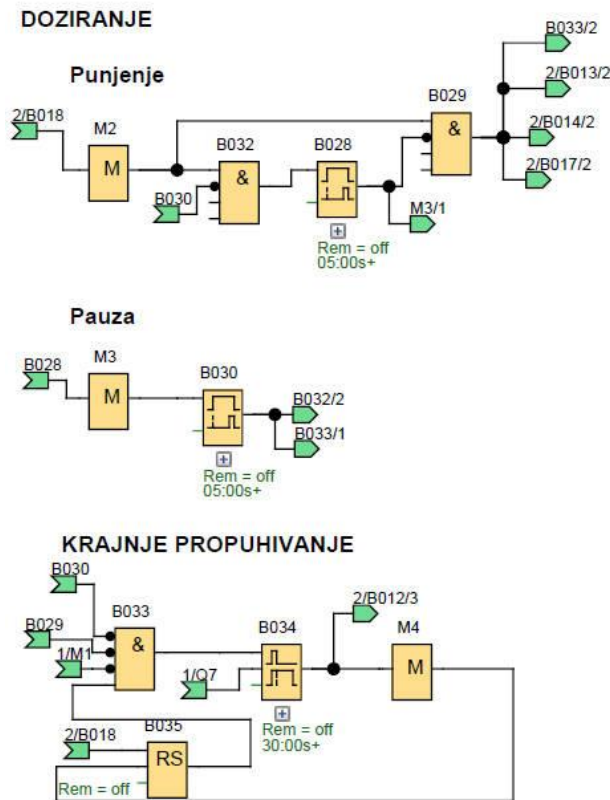 DOZIRANJE
Punjenje
2/B018
M2
M
B030
B032
&
B028
Rem = off
05:00s+
M3/1
B029
&
B033/2
2/B013/2
2/B014/2
2/B017/2
Pauza
B028
M3
M
B030
Rem = off
05:00s+
B032/2
B033/1
KRAJNJE PROPUHIVANJE
B030
B029
1/M1
B033
&
1/Q7
B034
Rem = off
30:00s+
2/B012/3
M4
M
2/B018
B035
RS
Rem = off